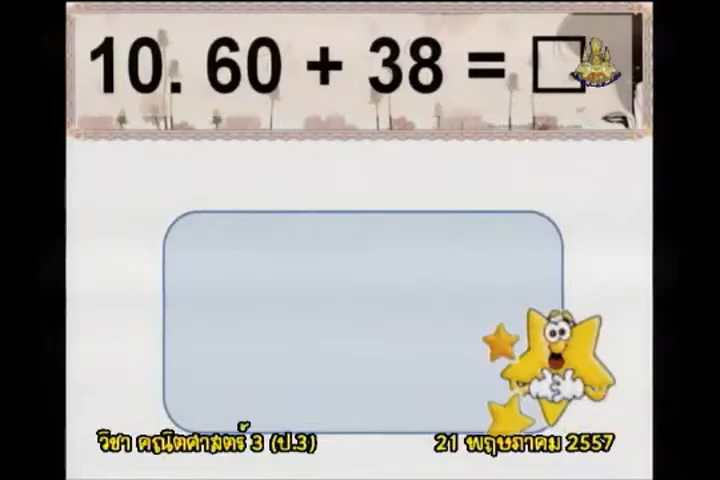 10. 60 + 38 = □
วิชา คณิตศาสตร์ 3 (ป.3) 21 พฤษภาคม 2557